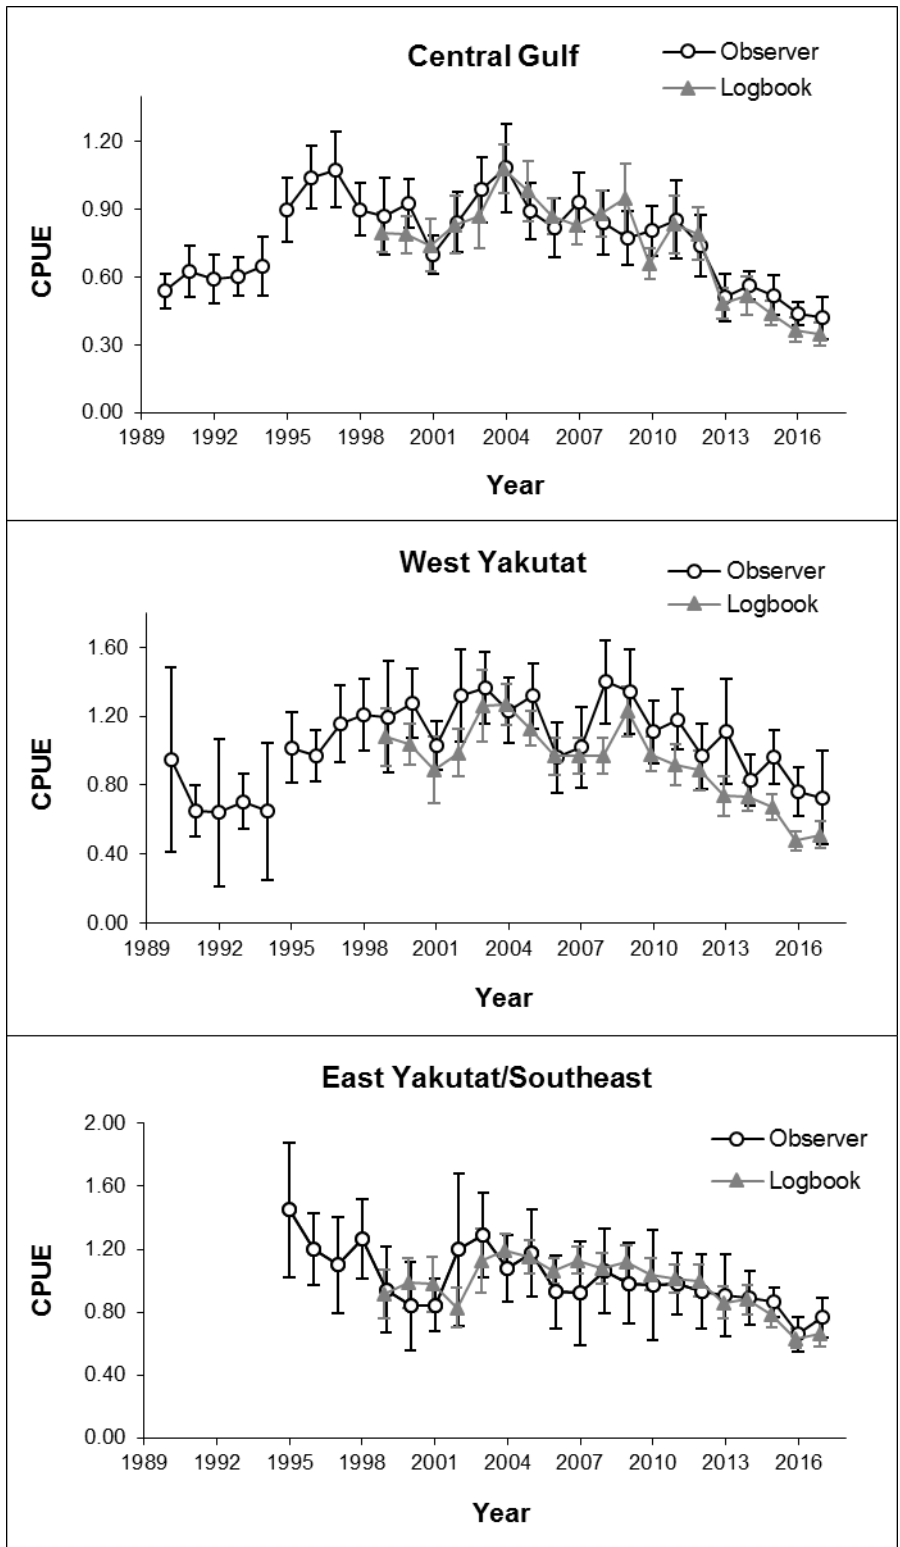 Central Gulf
Observer
Logbook
CPUE
1.20
0.90
0.60
0.30
0.00
1989 1992 1995 1998 2001 2004 2007 2010 2013 2016
Year
West Yakutat
Observer
Logbook
CPUE
1.60
1.20
0.80
0.40
0.00
1989 1992 1995 1998 2001 2004 2007 2010 2013 2016
Year
East Yakutat/Southeast
Observer
Logbook
CPUE
2.00
1.60
1.20
0.80
0.40
0.00
1989 1992 1995 1998 2001 2004 2007 2010 2013 2016
Year